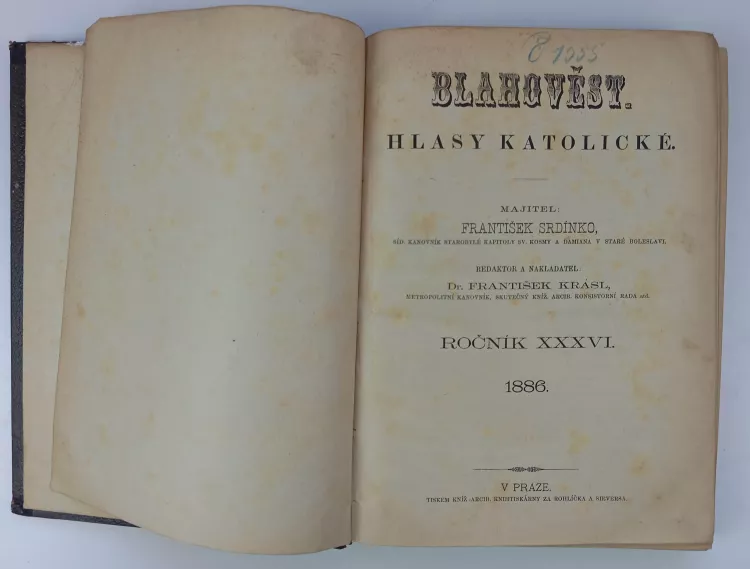 C 1955
BLAHOVĚST.
HLASY KATOLICKÉ.
MAJITEL:
FRANTIŠEK SRDÍNKO,
SÍD. KANOVNÍK STAROBYLÉ KAPITOLY SV. KOSMY A DAMIANA V STARÉ BOLESLAVI.
REDAKTOR A NAKLADATEL:
Dr. FRANTIŠEK KRÁSL,
METROPOLITNÍ KANOVNÍK, SKUTEČNÝ KNÍŽ. ARCIB. KONSISTORNÍ RADA atd.
ROČNÍK XXXVI.
1886.
V PRAZE.
TISKEM KNÍŽ.-ARCIB. KNIHTISKÁRNY ZA ROHLÍČKA A SIEVERSA.